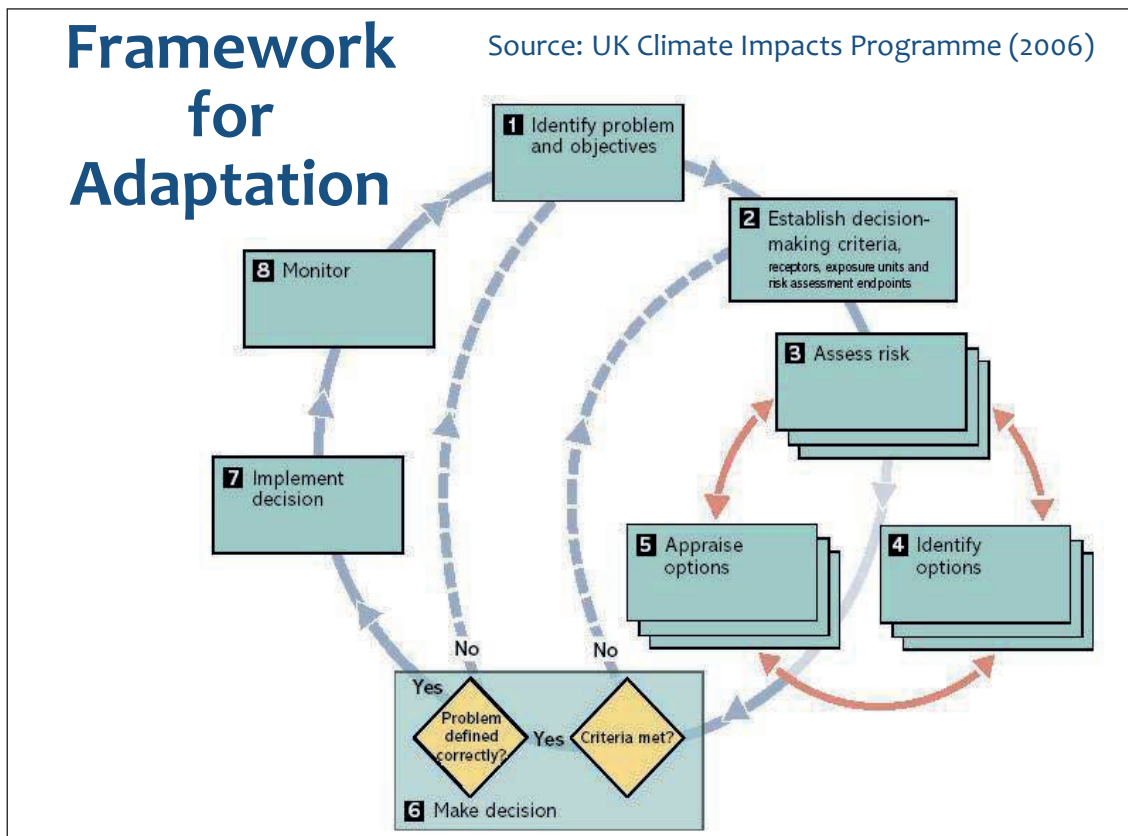 Framework
for
Adaptation
Source: UK Climate Impacts Programme (2006)
1 Identify problem
and objectives
2 Establish decision-
making criteria,
receptors, exposure units and
risk assessment endpoints
3 Assess risk
4 Identify
options
5 Appraise
options
No
No
Yes
Problem
defined
correctly?
Yes
Criteria met?
6 Make decision
7 Implement
decision
8 Monitor